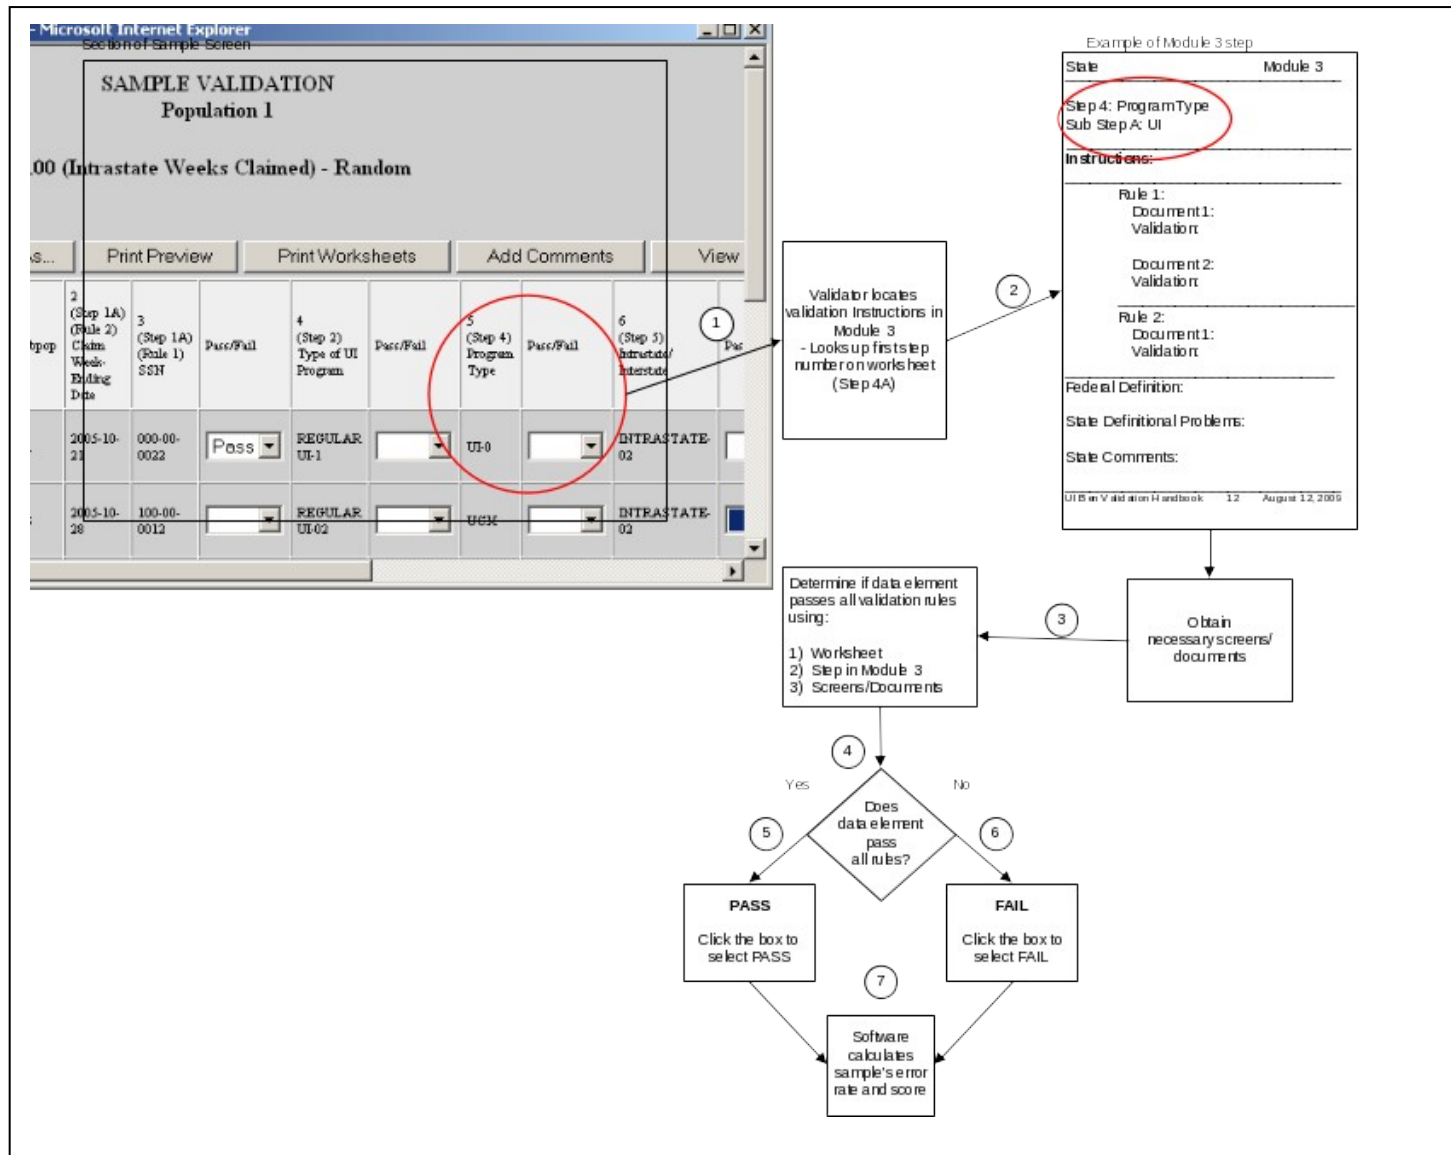 - Microsoft Internet Explorer
Section of Sample Screen
SAMPLE VALIDATION
Population 1
.00 (Intrastate Weeks Claimed) - Random
As...
Print Preview
Print Worksheets
Add Comments
View
bpop
2
(Step 1A)
(Rule 2)
Claim
Week-
Ending
Date
3
(Step 1A)
(Rule 1)
SSN
Pass/Fail
4
(Step 2)
Type of UI
Program
Pass/Fail
5
(Step 4)
Program
Type
Pass/Fail
6
(Step 5)
Intrastate/
Interstate
Pas
2005-10-
21
000-00-
0022
Pass
REGULAR
UI-1
UI-0
INTRASTATE-
02
2005-10-
28
100-00-
0012
REGULAR
UI-02
UCX
INTRASTATE-
02
1
Validator locates
validation Instructions in
Module 3
- Looks up first step
number on worksheet
(Step 4A)
2
Example of Module 3 step
State Module 3
Step 4: Program Type
Sub Step A: UI
Instructions:
Rule 1:
Document 1:
Validation:
Document 2:
Validation:
Rule 2:
Document 1:
Validation:
Federal Definition:
State Definitional Problems:
State Comments:
UI Ben Validation Handbook 12 August 12, 2009
Obtain
necessary screens/
documents
3
Determine if data element
passes all validation rules
using:
1) Worksheet
2) Step in Module 3
3) Screens/Documents
4
Yes
No
Does
data element
pass
all rules?
5
6
PASS
Click the box to
select PASS
FAIL
Click the box to
select FAIL
7
Software
calculates
sample's error
rate and score